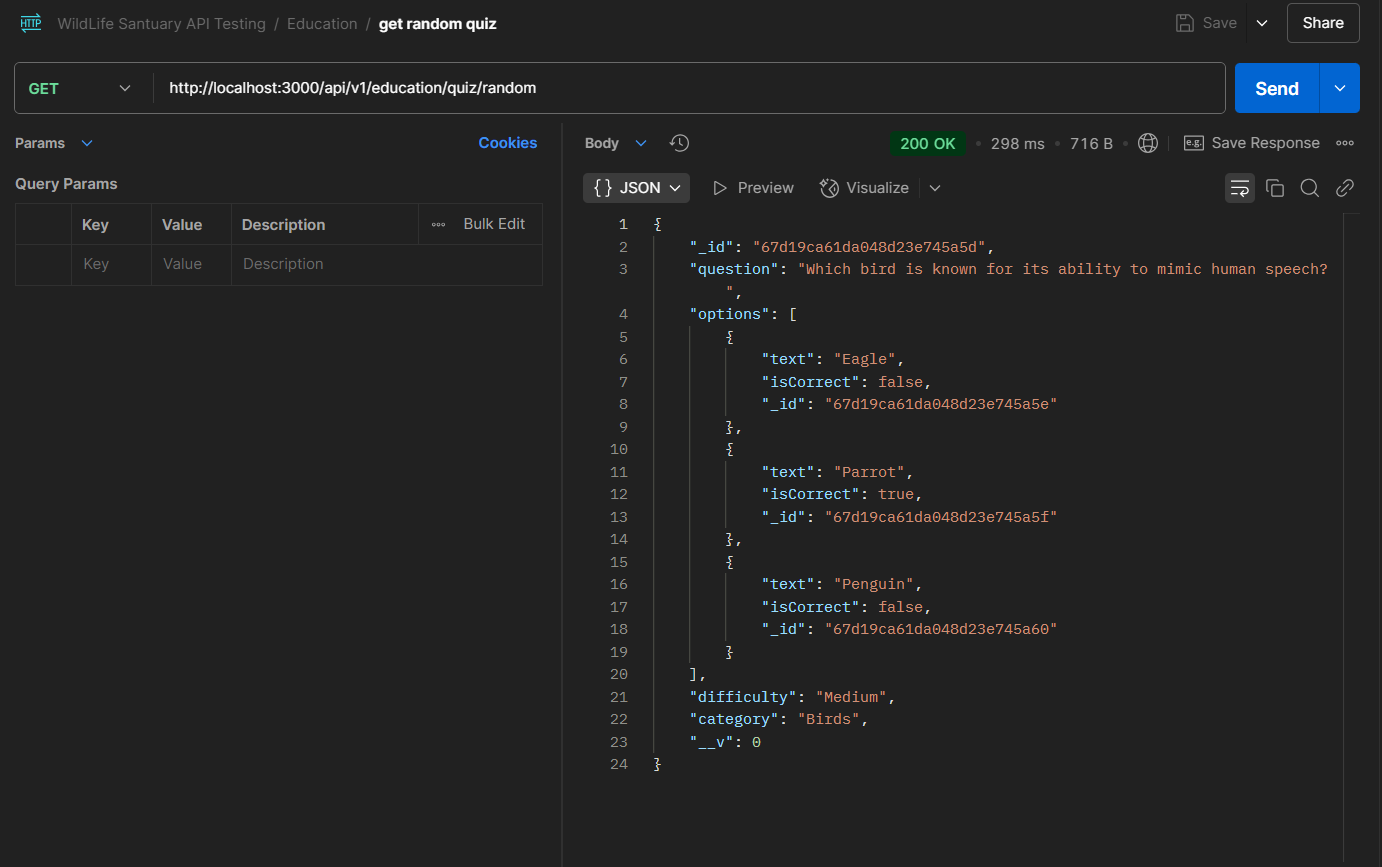 HTTP WildLife Santuary API Testing / Education / get random quiz Save Share
GET http://localhost:3000/api/v1/education/quiz/random Send
Params Cookies
Body 200 OK • 298 ms • 716 B • e.g. Save Response
Query Params
{} JSON Preview Visualize
Key Value Description Bulk Edit
Key Value Description
1 {
2 "_id": "67d19ca61da048d23e745a5d",
3 "question": "Which bird is known for its ability to mimic human speech?
",
4 "options": [
5 {
6 "text": "Eagle",
7 "isCorrect": false,
8 "_id": "67d19ca61da048d23e745a5e"
9 },
10 {
11 "text": "Parrot",
12 "isCorrect": true,
13 "_id": "67d19ca61da048d23e745a5f"
14 },
15 {
16 "text": "Penguin",
17 "isCorrect": false,
18 "_id": "67d19ca61da048d23e745a60"
19 }
20 ],
21 "difficulty": "Medium",
22 "category": "Birds",
23 "__v": 0
24 }